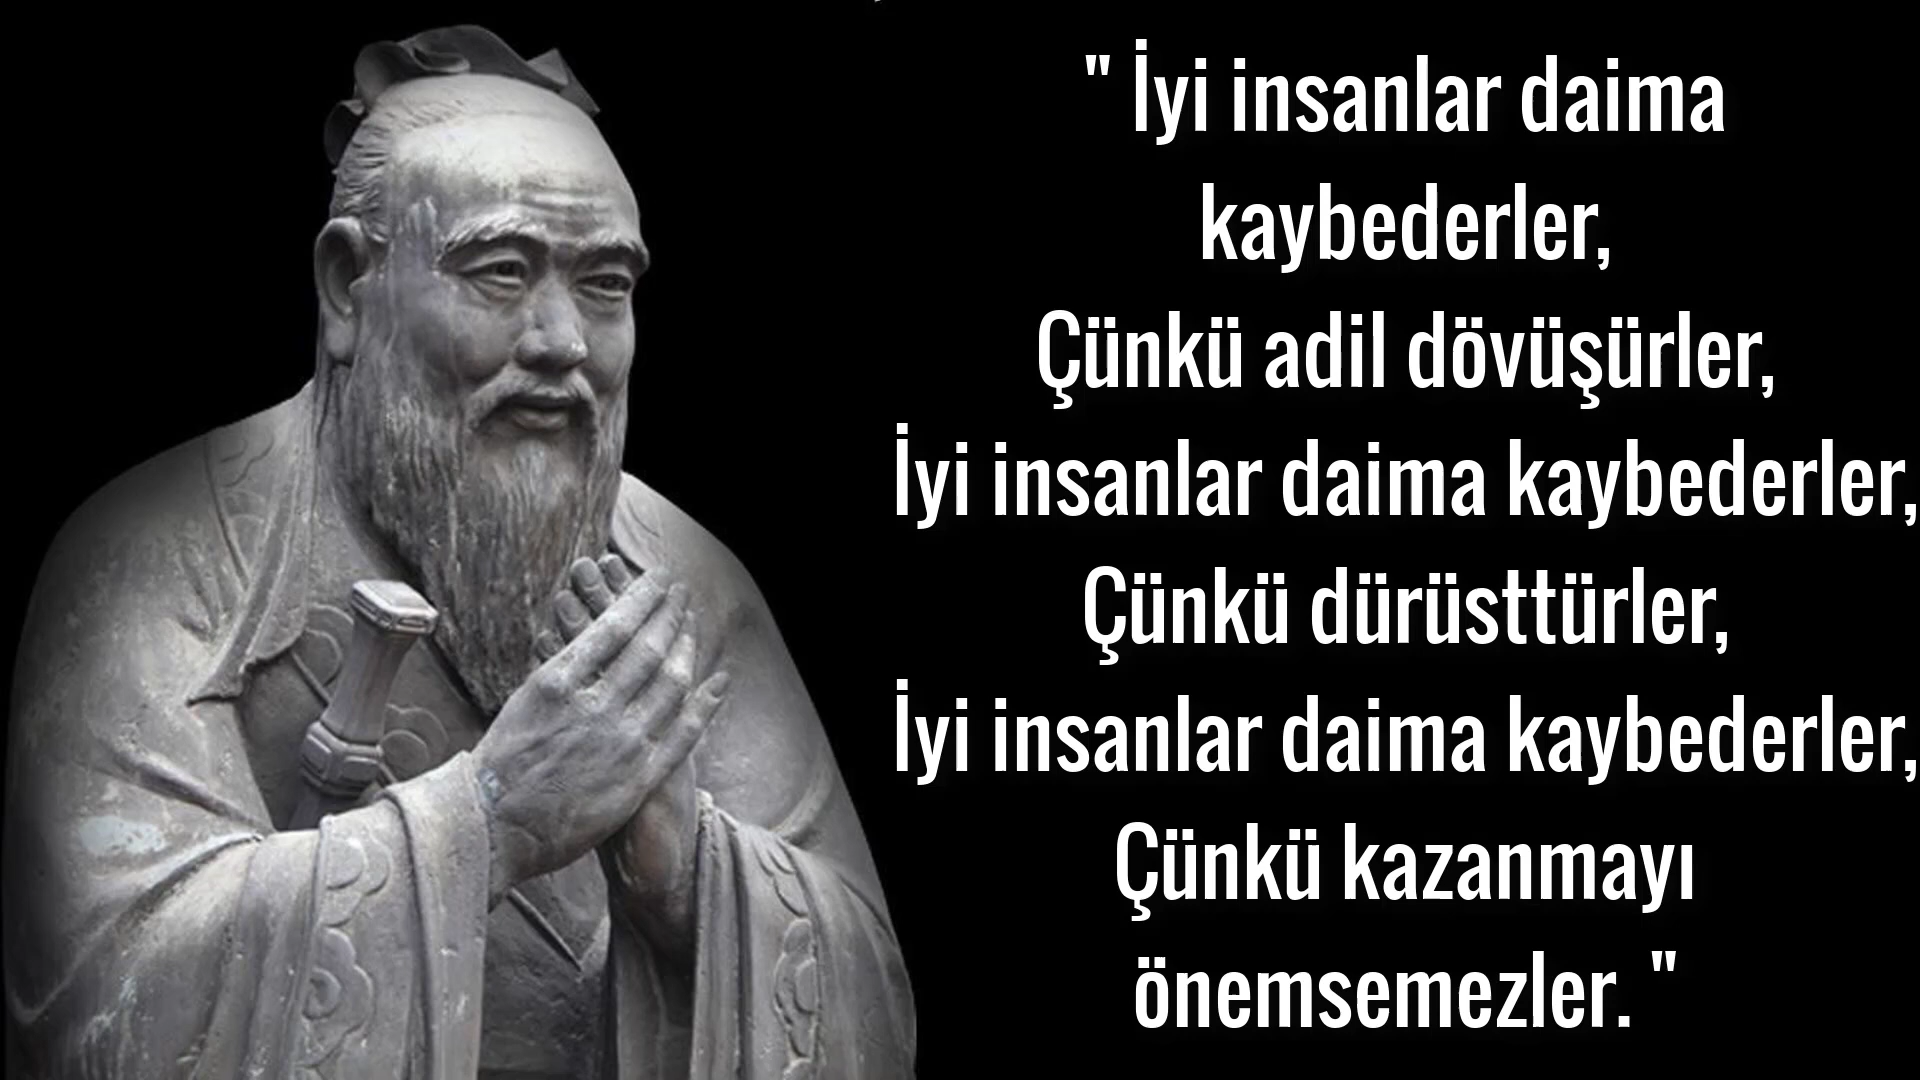 " İyi insanlar daima
kaybederler,
Çünkü adil dövüşürler,
İyi insanlar daima kaybederler,
Çünkü dürüsttürler,
İyi insanlar daima kaybederler,
Çünkü kazanmayı
önemsemezler. "